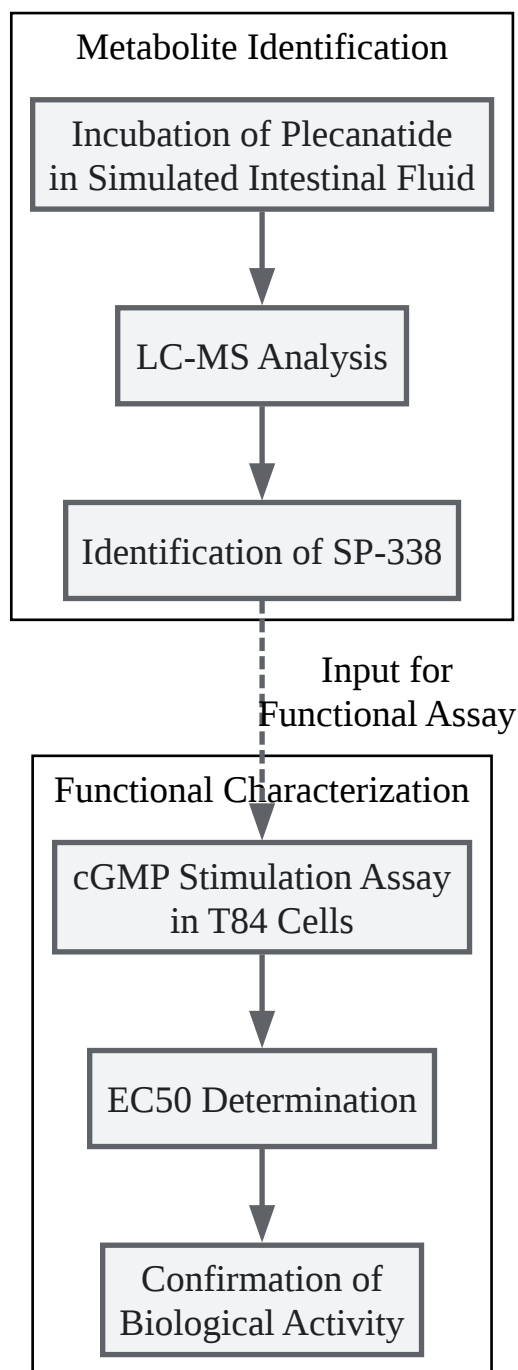 Metabolite Identification
Incubation of Plecanatide
in Simulated Intestinal Fluid
LC-MS Analysis
Identification of SP-338
Input for
Functional Assay
Functional Characterization
cGMP Stimulation Assay
in T84 Cells
EC50 Determination
Confirmation of
Biological Activity